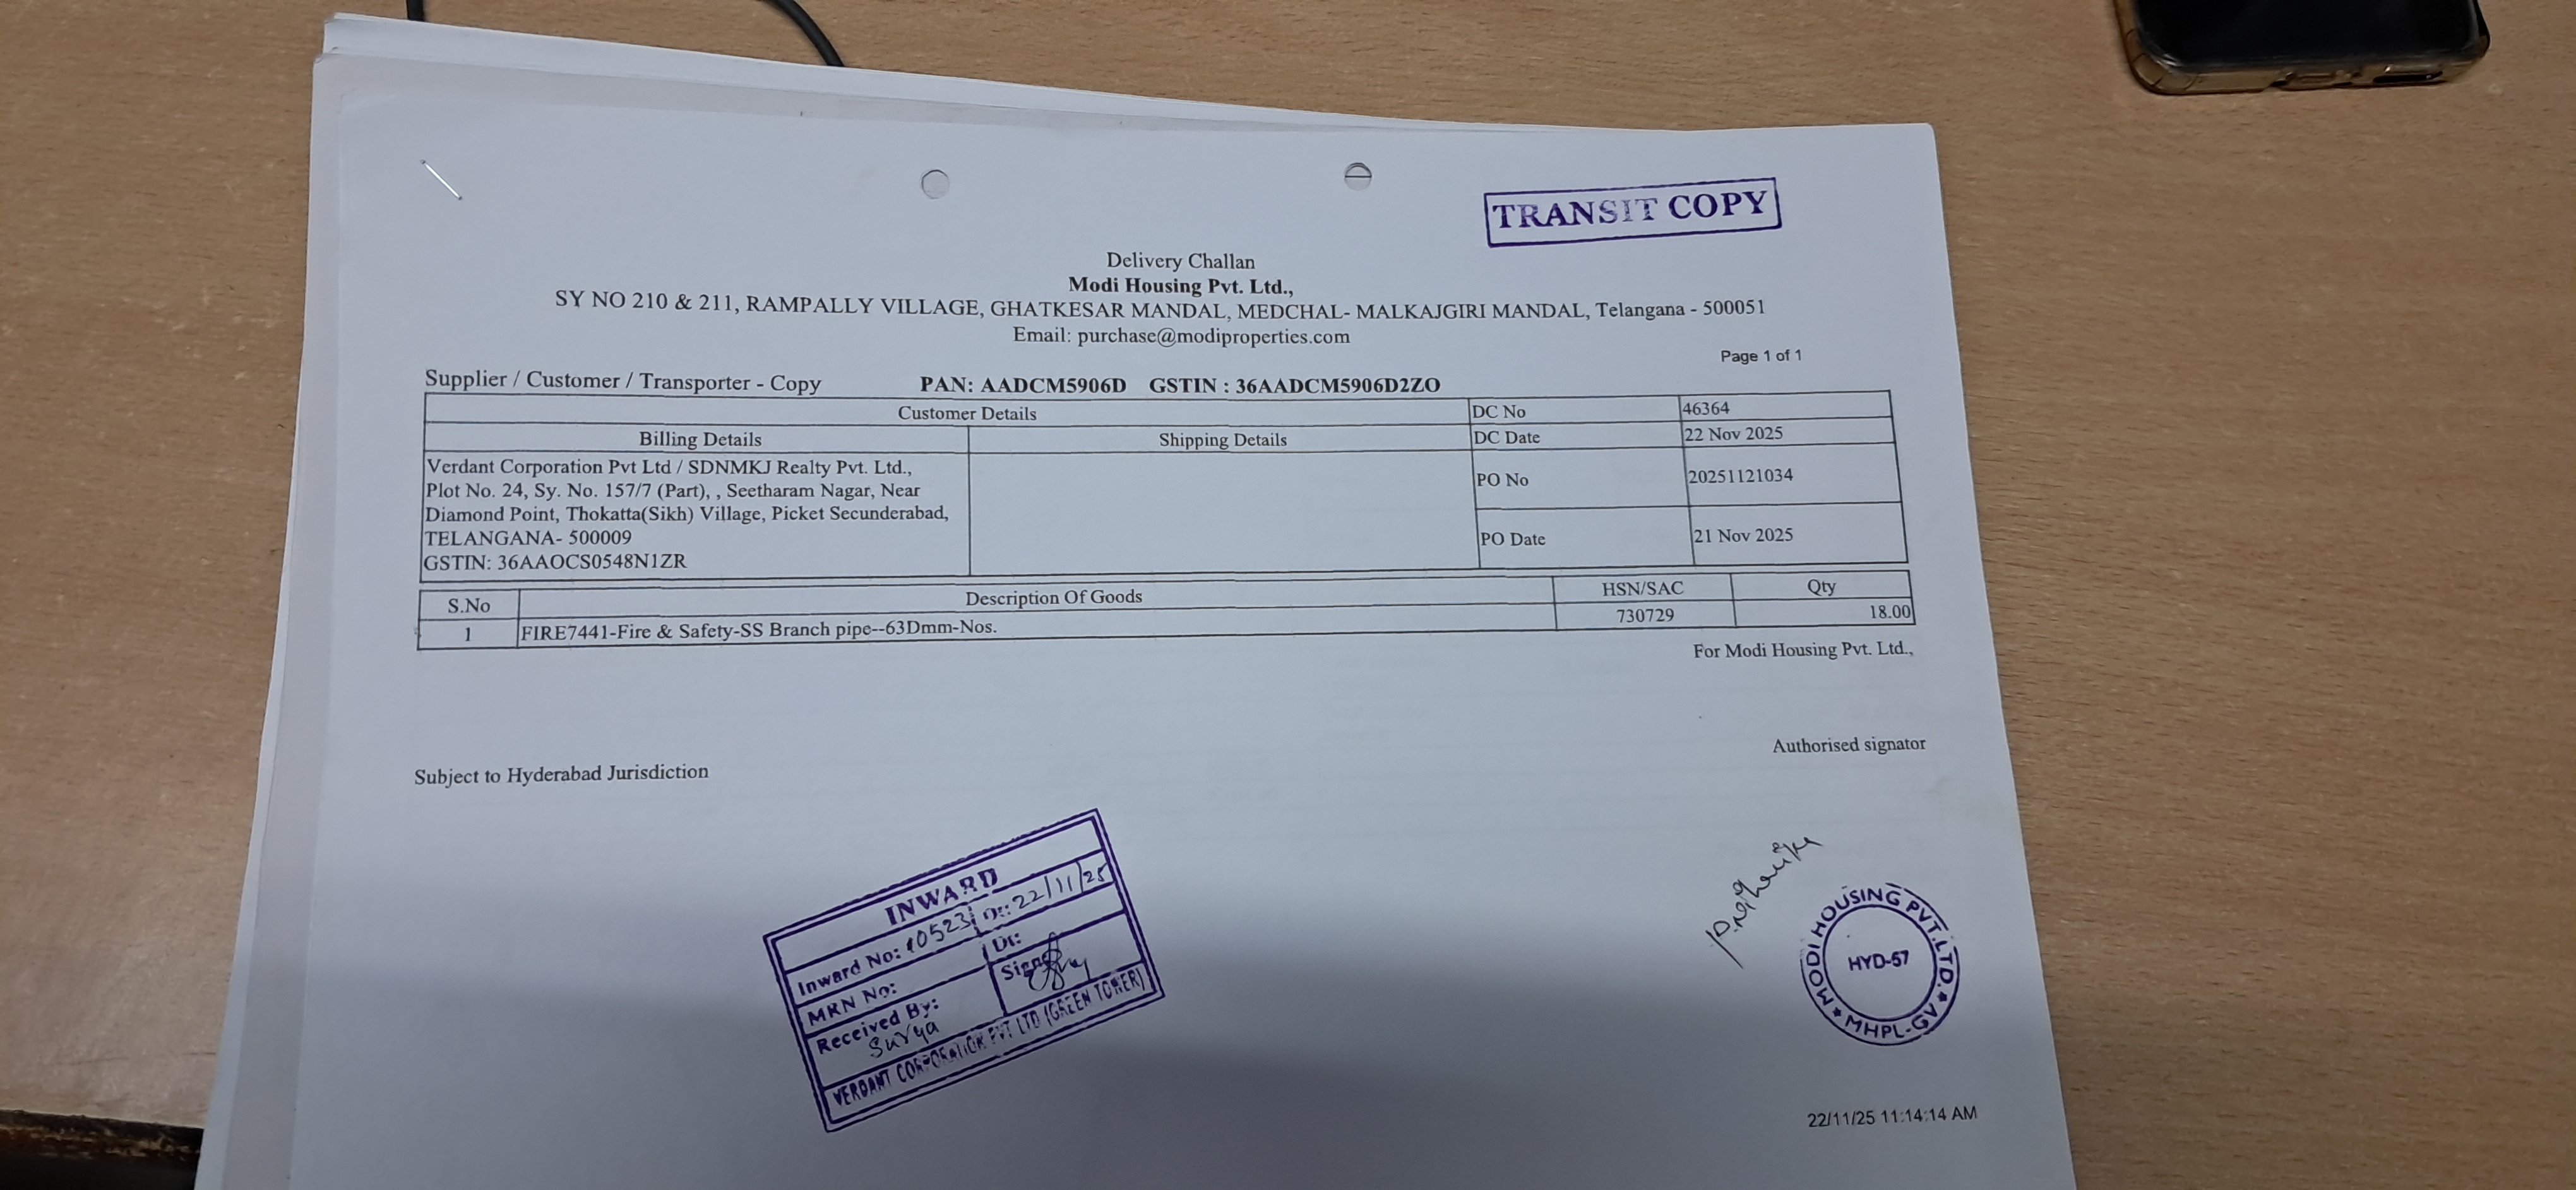 TRANSIT COPY
Delivery Challan
Modi Housing Pvt. Ltd.,
SY NO 210 & 211, RAMPALLY VILLAGE, GHATKESAR MANDAL, MEDCHAL- MALKAJGIRI MANDAL, Telangana - 500051
Email: purchase@modiproperties.com
Page 1 of 1
Supplier / Customer / Transporter - Copy PAN: AADCM5906D GSTIN : 36AADCM5906D2ZO
Customer Details DC No 46364
Billing Details Shipping Details DC Date 22 Nov 2025
Verdant Corporation Pvt Ltd / SDNMKJ Realty Pvt. Ltd.,
Plot No. 24, Sy. No. 157/7 (Part), , Seetharam Nagar, Near
Diamond Point, Thokatta(Sikh) Village, Picket Secunderabad,
TELANGANA- 500009
GSTIN: 36AAOCS0548N1ZR
PO No 20251121034
PO Date 21 Nov 2025
S.No Description Of Goods HSN/SAC Qty
1 FIRE7441-Fire & Safety-SS Branch pipe--63Dmm-Nos. 730729 18.00
For Modi Housing Pvt. Ltd.,
Authorised signator
Subject to Hyderabad Jurisdiction
INWARD
Inward No: 10523 Dt: 22/11/25
MRN No: Dt:
Received By: Sign:
Surya
VERDANT CORPORATION PVT LTD (GREEN TOWER)
MODI HOUSING PVT.LTD. ★ MHPL-GV ★
HYD-57
22/11/25 11:14:14 AM